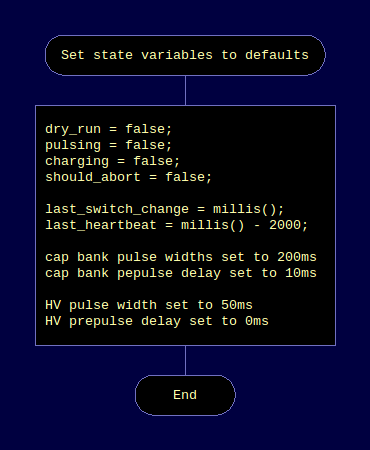 Set state variables to defaults
dry_run = false;
pulsing = false;
charging = false;
should_abort = false;
last_switch_change = millis();
last_heartbeat = millis() - 2000;
cap bank pulse widths set to 200ms
cap bank pepulse delay set to 10ms
HV pulse width set to 50ms
HV prepulse delay set to 0ms
End